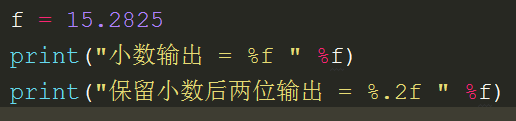 f = 15.2825
print("小数输出 = %f " %f)
print("保留小数后两位输出 = %.2f " %f)